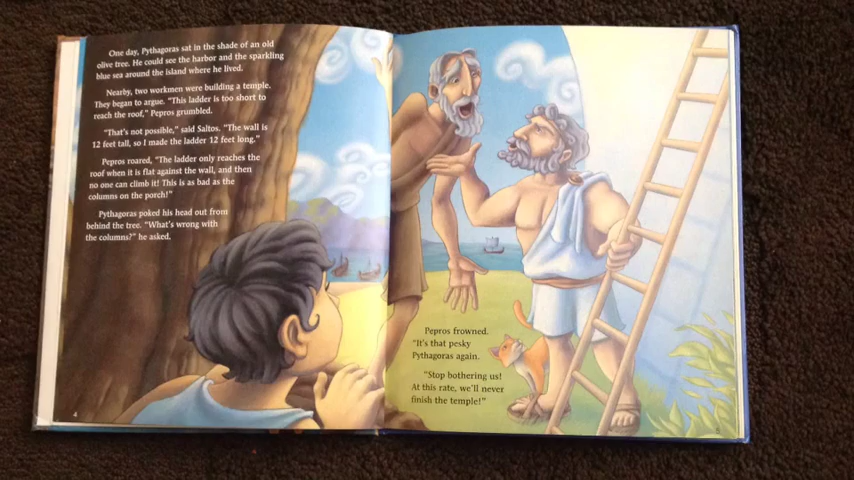 One day, Pythagoras sat in the shade of an old
olive tree. He could see the harbor and the sparkling
blue sea around the island where he lived.
Nearby, two workmen were building a temple.
They began to argue. "This ladder is too short to
reach the roof," Pepros grumbled.
"That's not possible," said Saltos. "The wall is
12 feet tall, so I made the ladder 12 feet long."
Pepros roared, "The ladder only reaches the
roof when it is flat against the wall, and then
no one can climb it! This is as bad as the
columns on the porch!"
Pythagoras poked his head out from
behind the tree. "What's wrong with
the columns?" he asked.
4
Pepros frowned.
"It's that pesky
Pythagoras again.
"Stop bothering us!
At this rate, we'll never
finish the temple!"